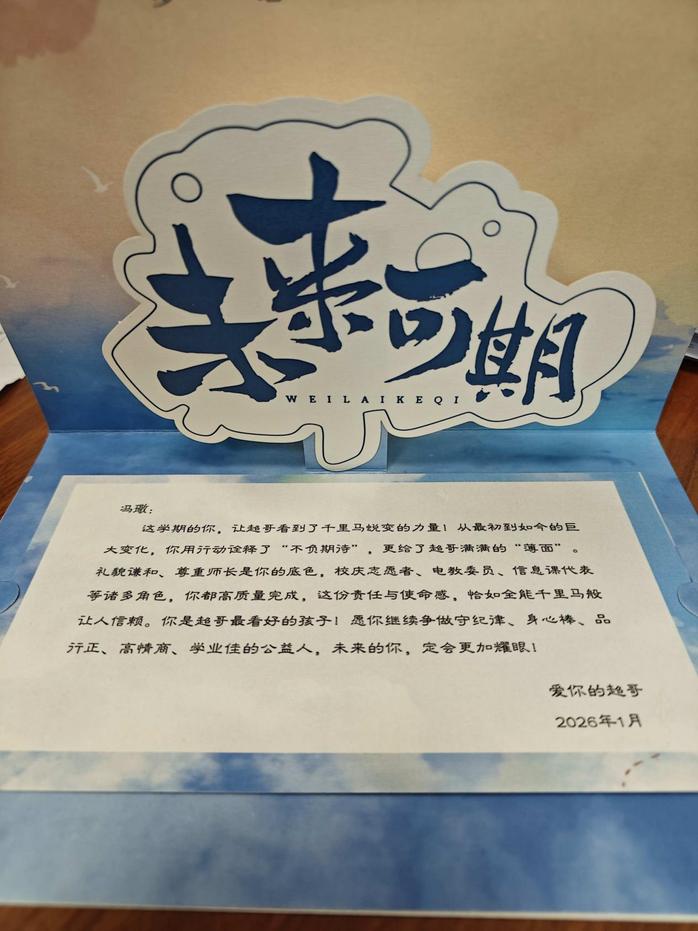 未来可期
WEILAIKEQI
冯璥：
这学期的你，让超哥看到了千里马蜕变的力量！从最初到如今的巨
大变化，你用行动诠释了“不负期待”，更给了超哥满满的“薄面”。
礼貌谦和、尊重师长是你的底色，校庆志愿者、电教委员、信息课代表
等诸多角色，你都高质量完成，这份责任与使命感，恰如全能千里马般
让人信赖。你是超哥最看好的孩子！愿你继续争做守纪律、身心棒、品
行正、高情商、学业佳的公益人，未来的你，定会更加耀眼！
爱你的超哥
2026年1月